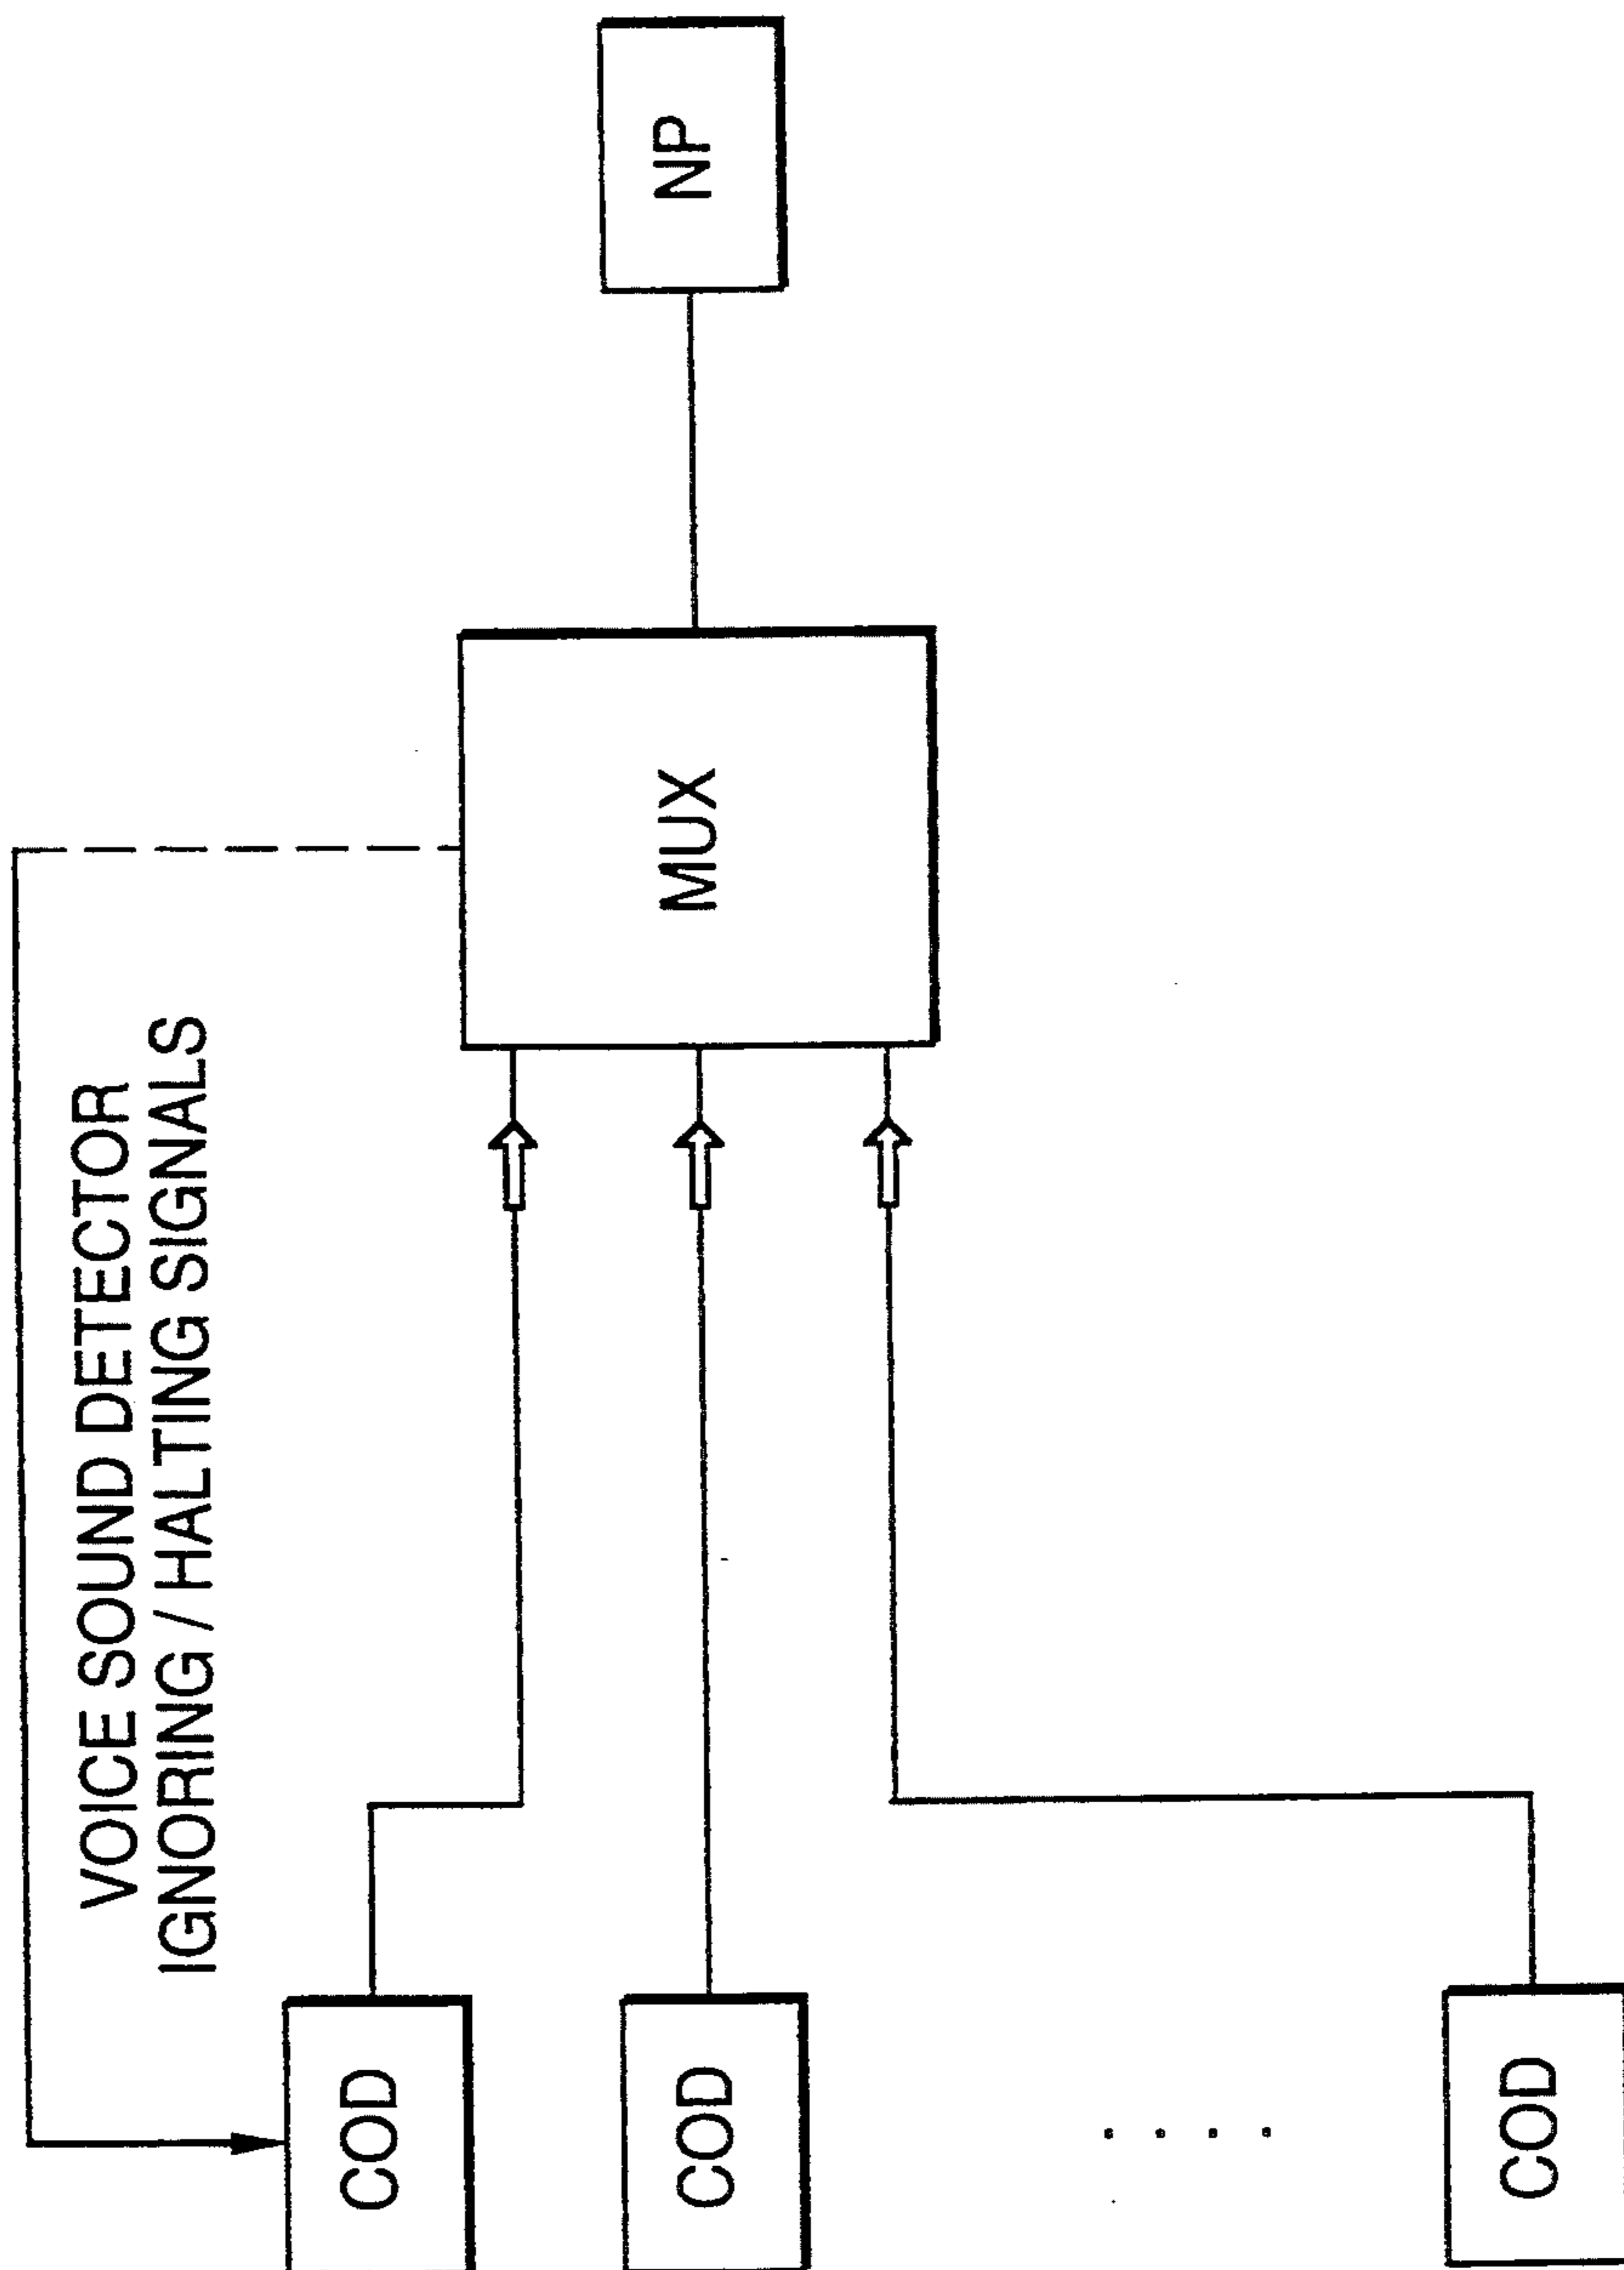 VOICE SOUND DETECTOR
IGNORING / HALTING SIGNALS
COD
COD
COD
MUX
NP